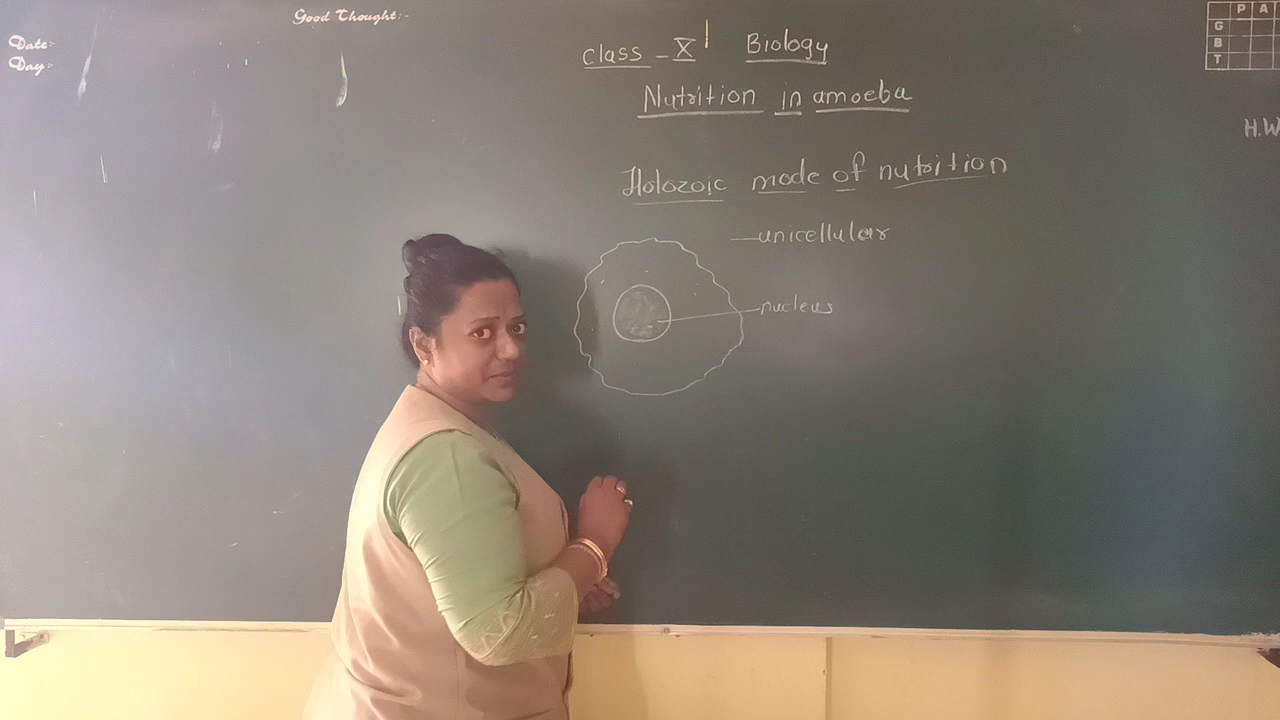 Good Thought:-
Date:-
Day:-
P A
G
B
T
Class - X Biology
Nutrition in amoeba
H.W
Holozoic mode of nutrition
unicellular
nucleus